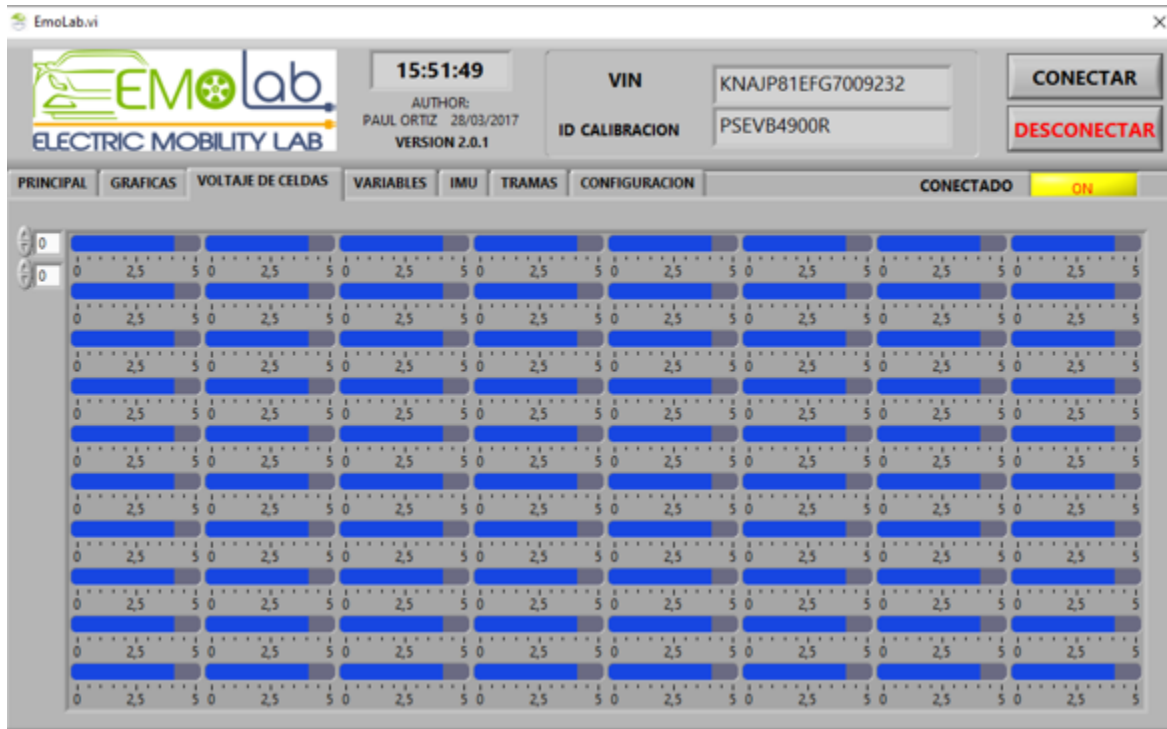 EmoLab.vi
EMOlab
ELECTRIC MOBILITY LAB
15:51:49
AUTHOR:
PAUL ORTIZ 28/03/2017
VERSION 2.0.1
VIN KNAJP81EFG7009232
ID CALIBRACION PSEVB4900R
CONECTAR
DESCONECTAR
PRINCIPAL GRAFICAS VOLTAJE DE CELDAS VARIABLES IMU TRAMAS CONFIGURACION CONECTADO ON
0
0
0 2,5 5 0 2,5 5 0 2,5 5 0 2,5 5 0 2,5 5 0 2,5 5 0 2,5 5 0 2,5 5
0 2,5 5 0 2,5 5 0 2,5 5 0 2,5 5 0 2,5 5 0 2,5 5 0 2,5 5 0 2,5 5
0 2,5 5 0 2,5 5 0 2,5 5 0 2,5 5 0 2,5 5 0 2,5 5 0 2,5 5 0 2,5 5
0 2,5 5 0 2,5 5 0 2,5 5 0 2,5 5 0 2,5 5 0 2,5 5 0 2,5 5 0 2,5 5
0 2,5 5 0 2,5 5 0 2,5 5 0 2,5 5 0 2,5 5 0 2,5 5 0 2,5 5 0 2,5 5
0 2,5 5 0 2,5 5 0 2,5 5 0 2,5 5 0 2,5 5 0 2,5 5 0 2,5 5 0 2,5 5
0 2,5 5 0 2,5 5 0 2,5 5 0 2,5 5 0 2,5 5 0 2,5 5 0 2,5 5 0 2,5 5
0 2,5 5 0 2,5 5 0 2,5 5 0 2,5 5 0 2,5 5 0 2,5 5 0 2,5 5 0 2,5 5
0 2,5 5 0 2,5 5 0 2,5 5 0 2,5 5 0 2,5 5 0 2,5 5 0 2,5 5 0 2,5 5
0 2,5 5 0 2,5 5 0 2,5 5 0 2,5 5 0 2,5 5 0 2,5 5 0 2,5 5 0 2,5 5